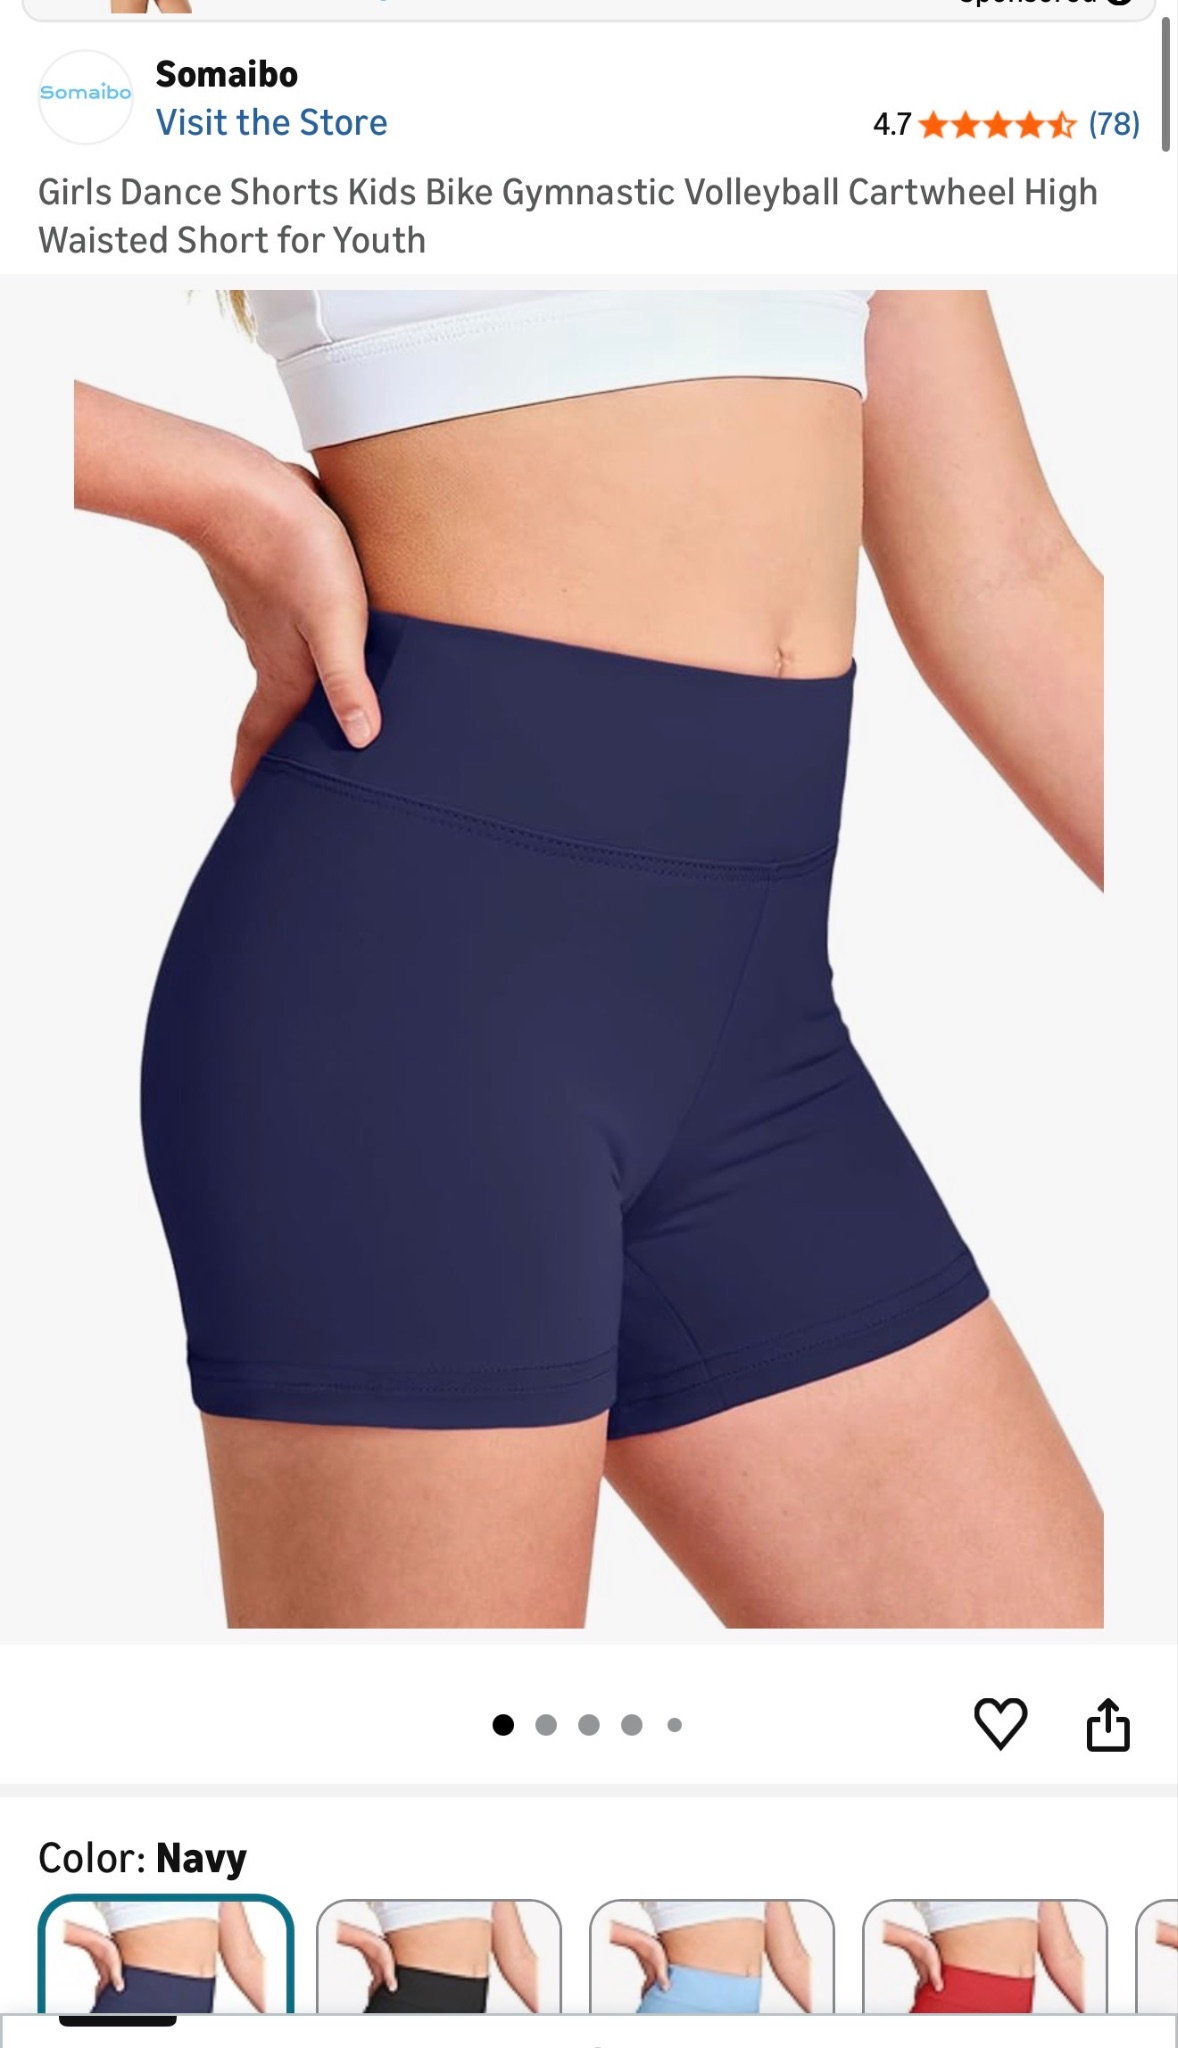 Sponsored
Somaibo
Somaibo
Visit the Store
4.7 (78)
Girls Dance Shorts Kids Bike Gymnastic Volleyball Cartwheel High
Waisted Short for Youth
Color: Navy